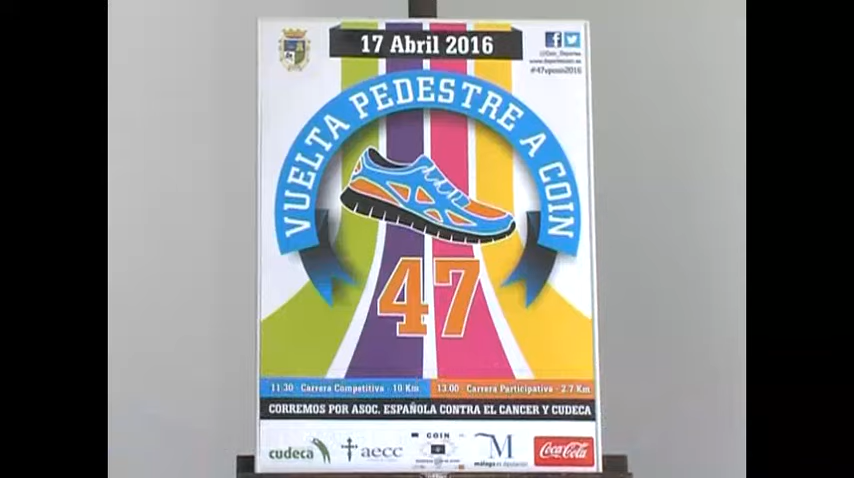 17 Abril 2016
#47vpcoin2016
VUELTA PEDESTRE A COIN
47
11:30 - Carrera Competitiva - 10 Km
13:00 - Carrera Participativa - 2.7 Km
CORREMOS POR ASOC. ESPAÑOLA CONTRA EL CANCER Y CUDECA
cudeca
aecc
COIN
M
Coca-Cola